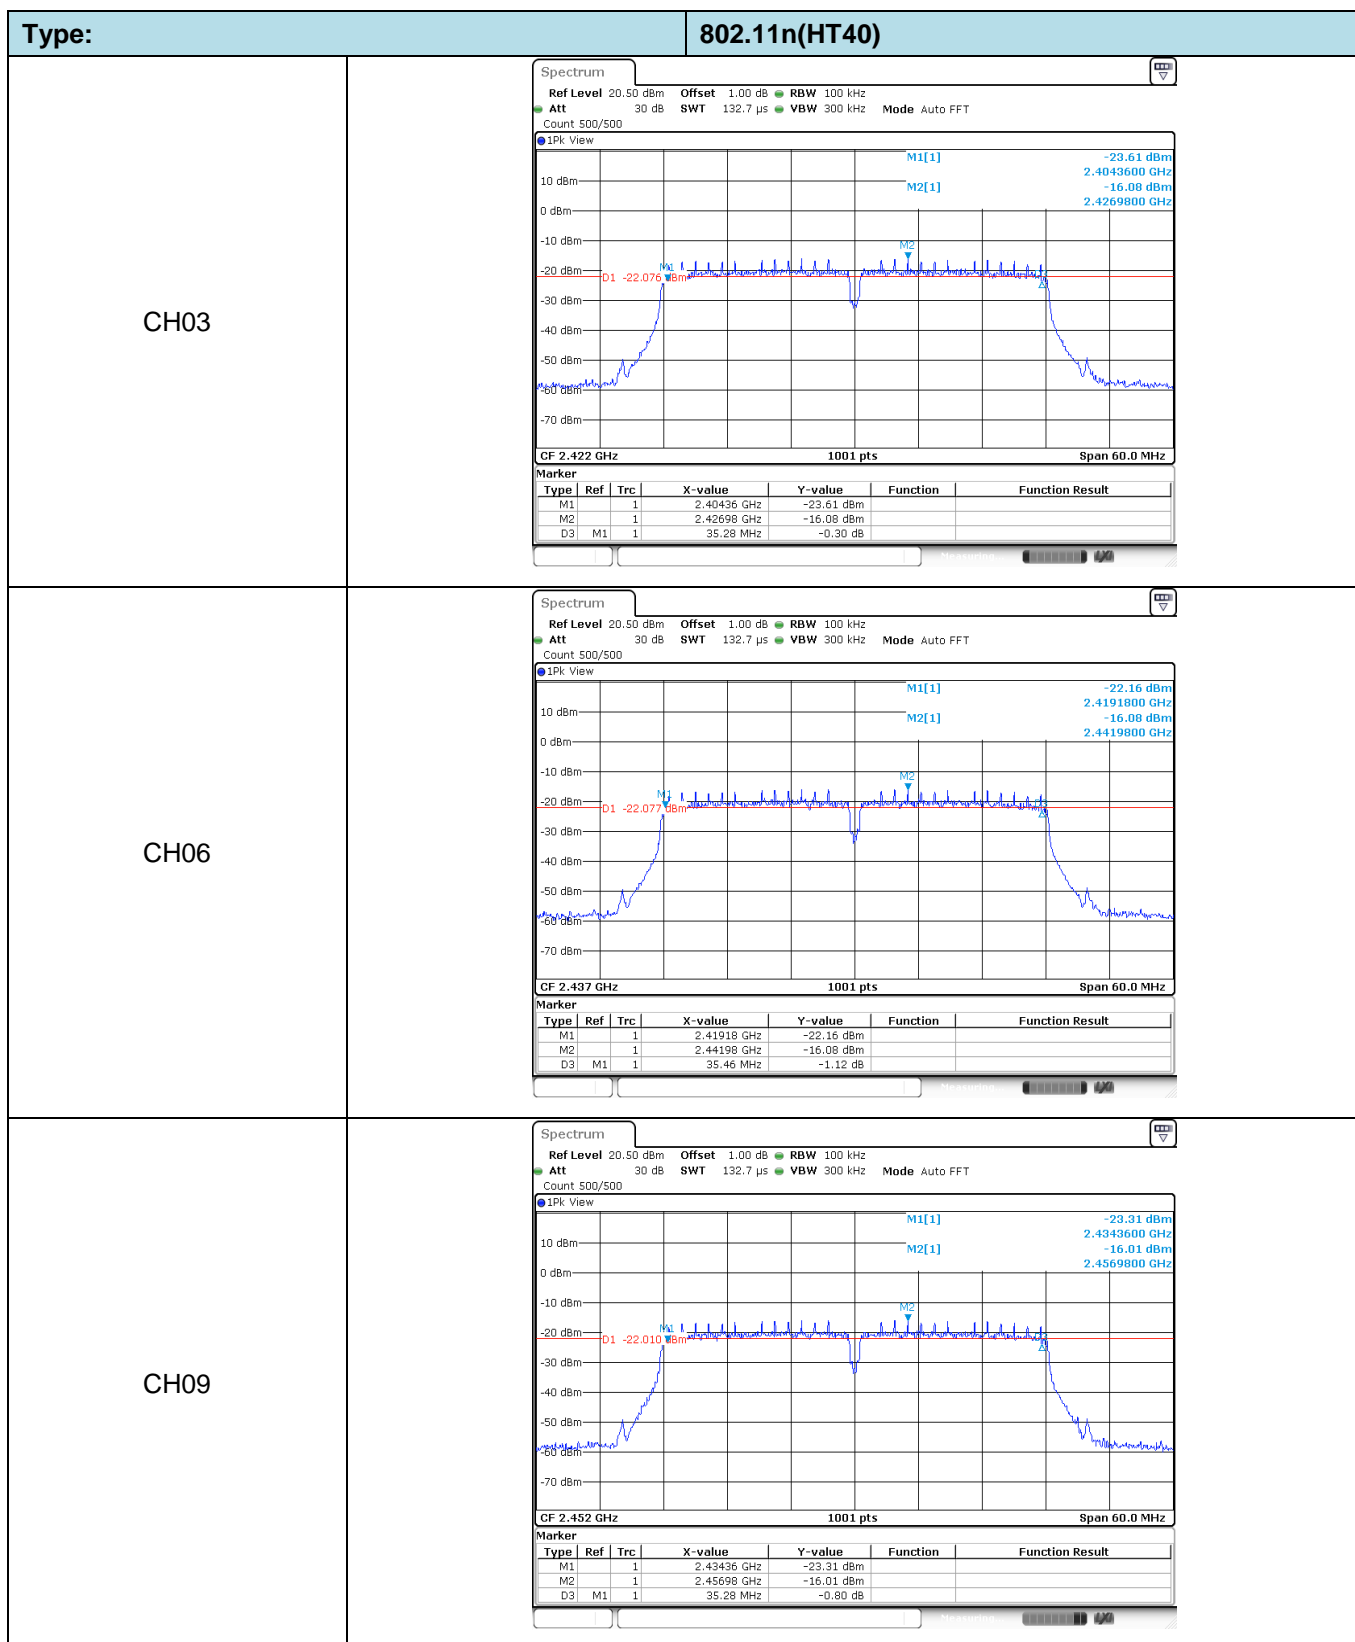 Type: 802.11n(HT40)
CH03
Spectrum
Ref Level 20.50 dBm Offset 1.00 dB RBW 100 kHz
Att 30 dB SWT 132.7 µs VBW 300 kHz Mode Auto FFT
Count 500/500
1Pk View
M1[1] -23.61 dBm
2.4043600 GHz
10 dBm
M2[1] -16.08 dBm
2.4269800 GHz
0 dBm
-10 dBm
M2
-20 dBm
M1
D1 -22.076 dBm
-30 dBm
-40 dBm
-50 dBm
-60 dBm
-70 dBm
CF 2.422 GHz 1001 pts Span 60.0 MHz
Marker
Type Ref Trc X-value Y-value Function Function Result
M1 1 2.40436 GHz -23.61 dBm
M2 1 2.42698 GHz -16.08 dBm
D3 M1 1 35.28 MHz -0.30 dB
Measuring...
CH06
Spectrum
Ref Level 20.50 dBm Offset 1.00 dB RBW 100 kHz
Att 30 dB SWT 132.7 µs VBW 300 kHz Mode Auto FFT
Count 500/500
1Pk View
M1[1] -22.16 dBm
2.4191800 GHz
10 dBm
M2[1] -16.08 dBm
2.4419800 GHz
0 dBm
-10 dBm
M2
M1
-20 dBm
D3
D1 -22.077 dBm
-30 dBm
-40 dBm
-50 dBm
-60 dBm
-70 dBm
CF 2.437 GHz 1001 pts Span 60.0 MHz
Marker
Type Ref Trc X-value Y-value Function Function Result
M1 1 2.41918 GHz -22.16 dBm
M2 1 2.44198 GHz -16.08 dBm
D3 M1 1 35.46 MHz -1.12 dB
Measuring...
CH09
Spectrum
Ref Level 20.50 dBm Offset 1.00 dB RBW 100 kHz
Att 30 dB SWT 132.7 µs VBW 300 kHz Mode Auto FFT
Count 500/500
1Pk View
M1[1] -23.31 dBm
2.4343600 GHz
10 dBm
M2[1] -16.01 dBm
2.4569800 GHz
0 dBm
-10 dBm
M2
M1
-20 dBm
D1 -22.010 dBm
-30 dBm
-40 dBm
-50 dBm
-60 dBm
-70 dBm
CF 2.452 GHz 1001 pts Span 60.0 MHz
Marker
Type Ref Trc X-value Y-value Function Function Result
M1 1 2.43436 GHz -23.31 dBm
M2 1 2.45698 GHz -16.01 dBm
D3 M1 1 35.28 MHz -0.80 dB
Measuring...